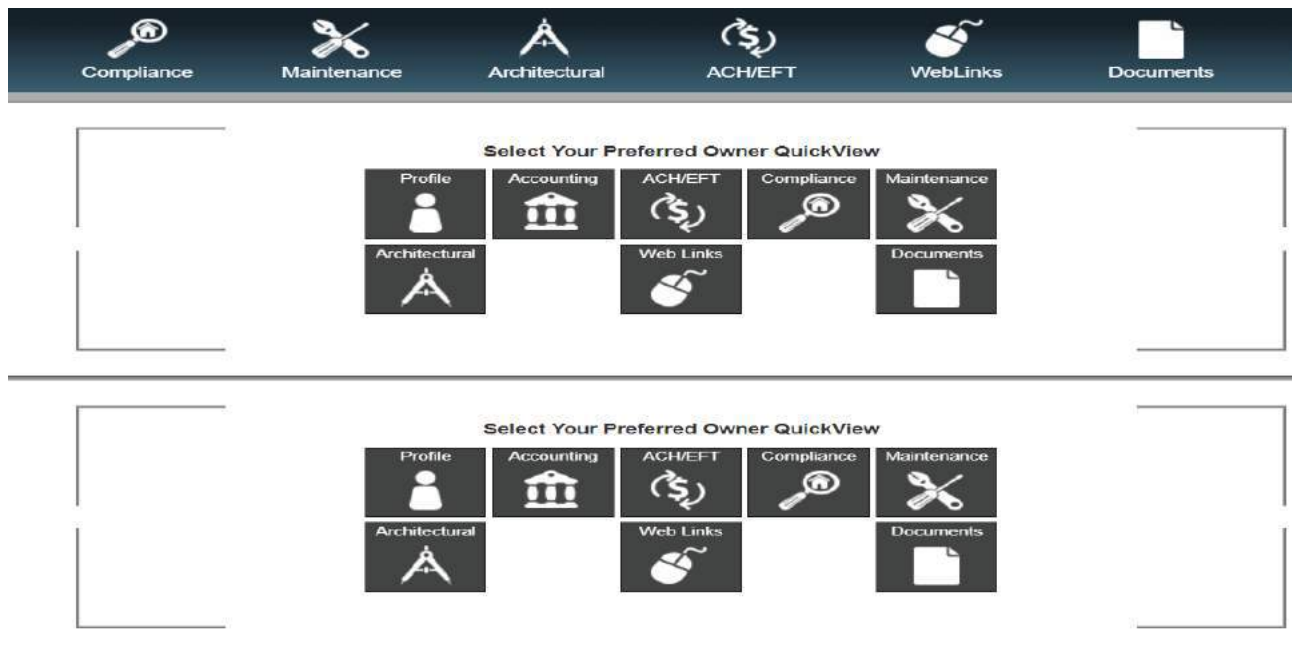 Compliance Maintenance Architectural ACH/EFT WebLinks Documents
Select Your Preferred Owner QuickView
Profile Accounting ACH/EFT Compliance Maintenance
Architectural Web Links Documents
Select Your Preferred Owner QuickView
Profile Accounting ACH/EFT Compliance Maintenance
Architectural Web Links Documents